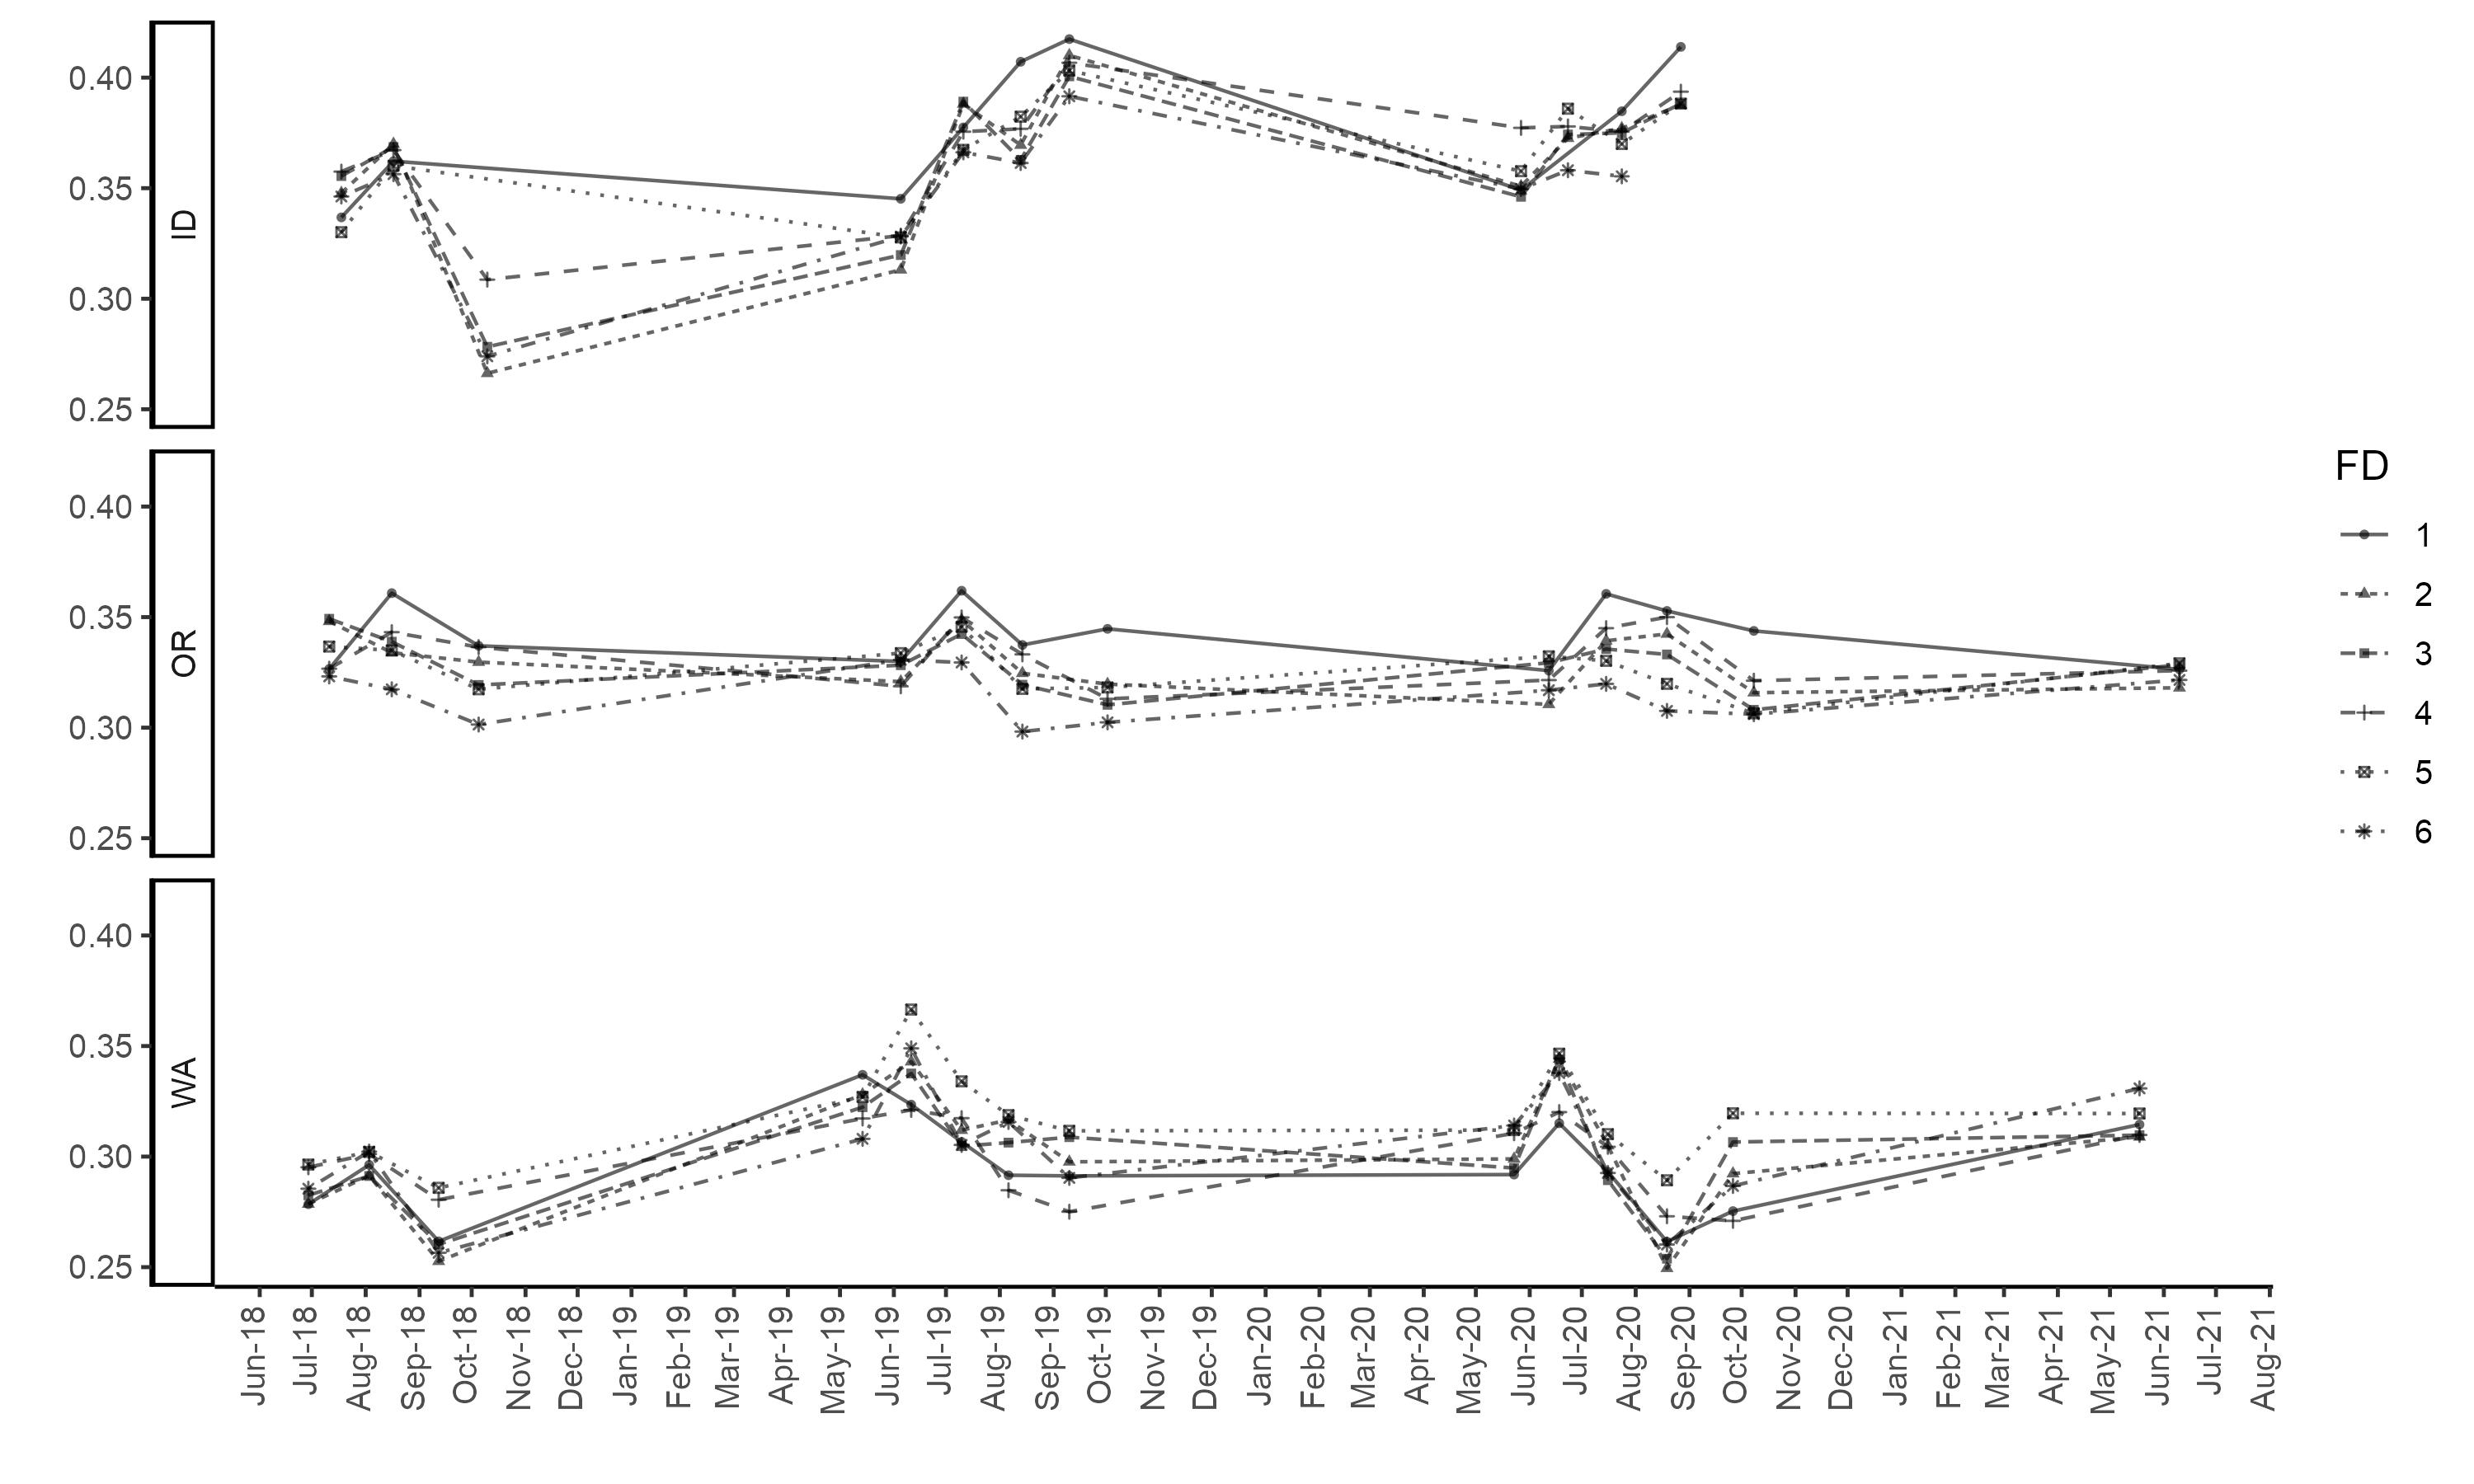 0.40
0.35
0.30
0.25
ID
0.40
0.35
0.30
0.25
OR
0.40
0.35
0.30
0.25
WA
Jun-18
Jul-18
Aug-18
Sep-18
Oct-18
Nov-18
Dec-18
Jan-19
Feb-19
Mar-19
Apr-19
May-19
Jun-19
Jul-19
Aug-19
Sep-19
Oct-19
Nov-19
Dec-19
Jan-20
Feb-20
Mar-20
Apr-20
May-20
Jun-20
Jul-20
Aug-20
Sep-20
Oct-20
Nov-20
Dec-20
Jan-21
Feb-21
Mar-21
Apr-21
May-21
Jun-21
Jul-21
Aug-21
FD
1
2
3
4
5
6